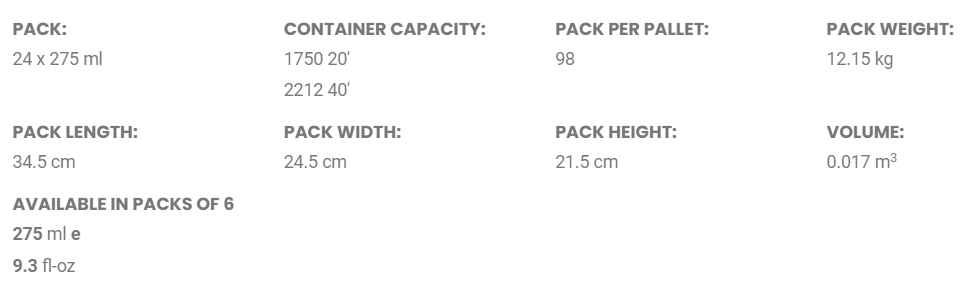 PACK:
24 x 275 ml
CONTAINER CAPACITY:
1750 20'
2212 40'
PACK PER PALLET:
98
PACK WEIGHT:
12.15 kg
PACK LENGTH:
34.5 cm
PACK WIDTH:
24.5 cm
PACK HEIGHT:
21.5 cm
VOLUME:
0.017 m³
AVAILABLE IN PACKS OF 6
275 ml e
9.3 fl-oz